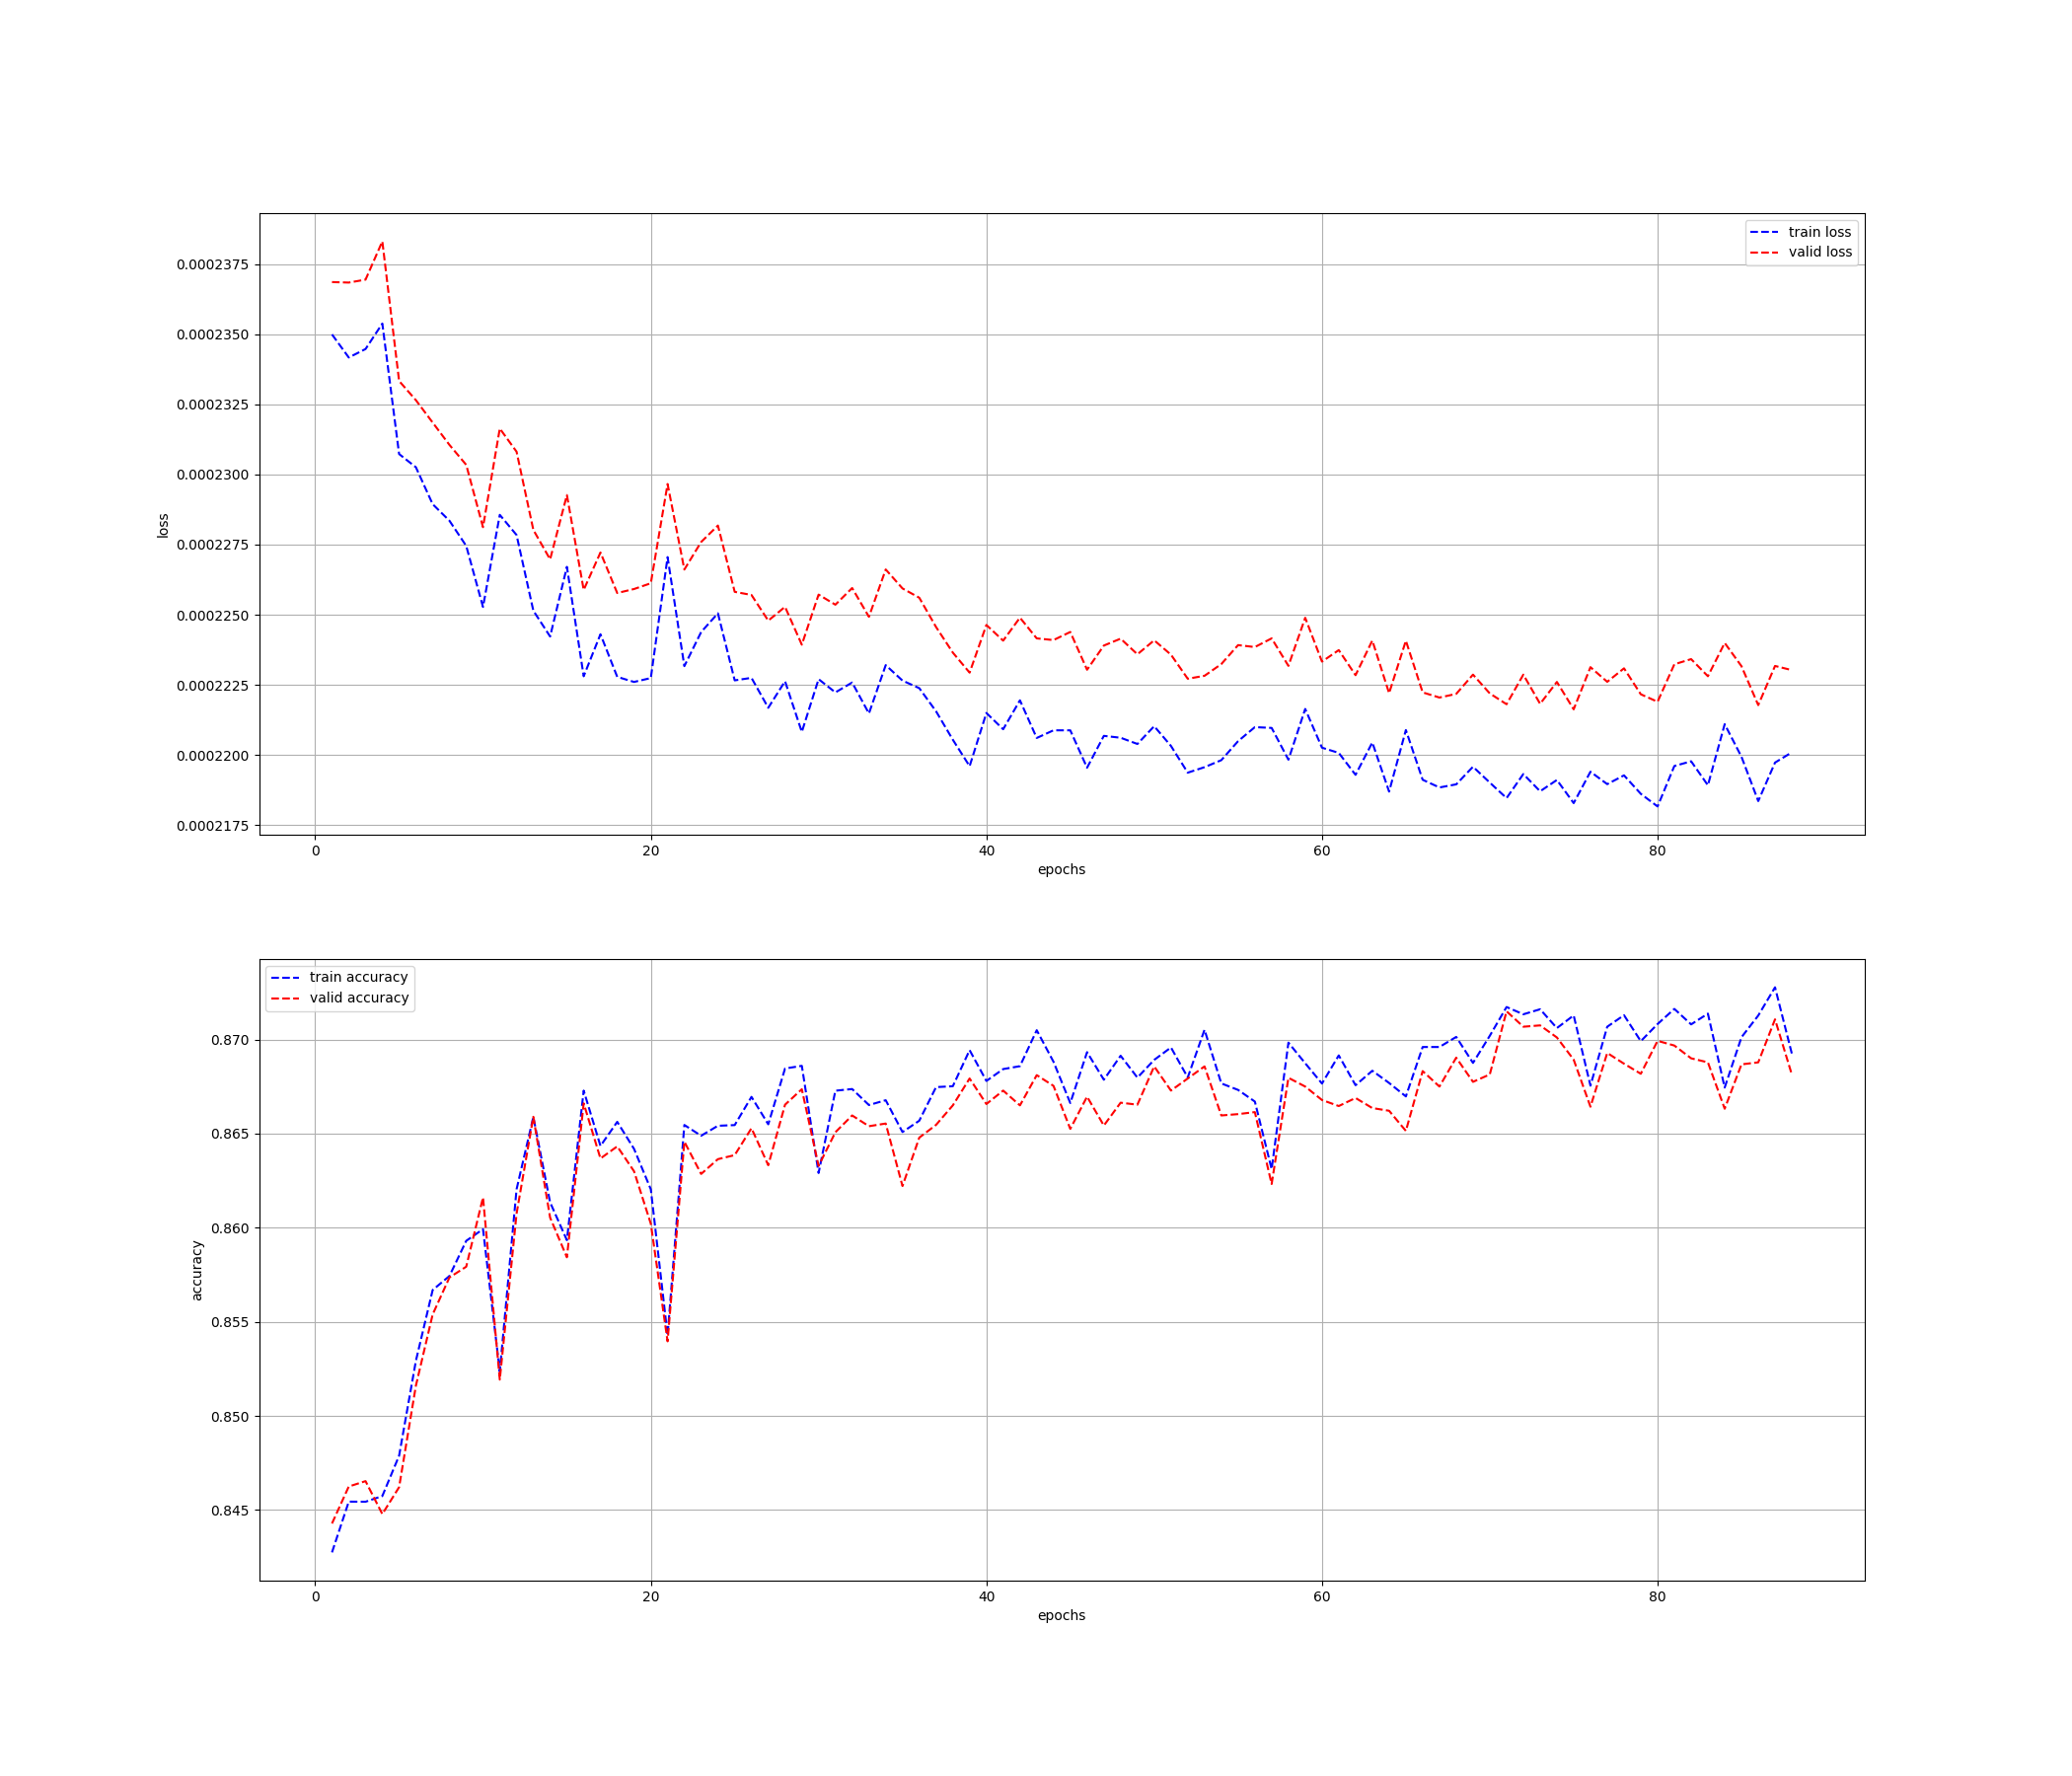 train loss
valid loss
0.0002375
0.0002350
0.0002325
0.0002300
0.0002275
0.0002250
0.0002225
0.0002200
0.0002175
loss
0 20 40 60 80
epochs
train accuracy
valid accuracy
0.870
0.865
0.860
0.855
0.850
0.845
accuracy
0 20 40 60 80
epochs